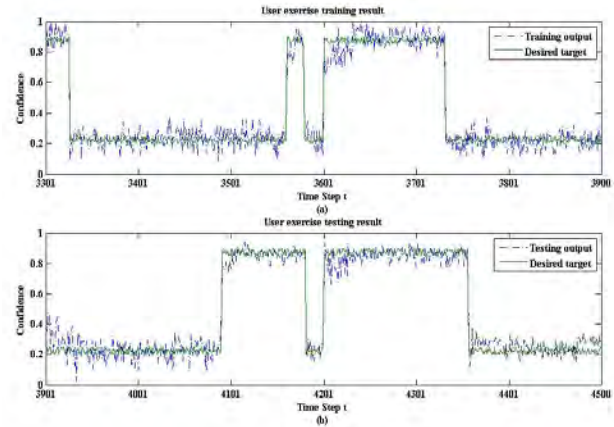 User exercise training result
1
0.8
0.6
0.4
0.2
0
Confidence
Training output
Desired target
3301 3401 3501 3601 3701 3801 3900
Time Step t
(a)
User exercise testing result
1
0.8
0.6
0.4
0.2
0
Confidence
Testing output
Desired target
3901 4001 4101 4201 4301 4401 4500
Time Step t
(b)